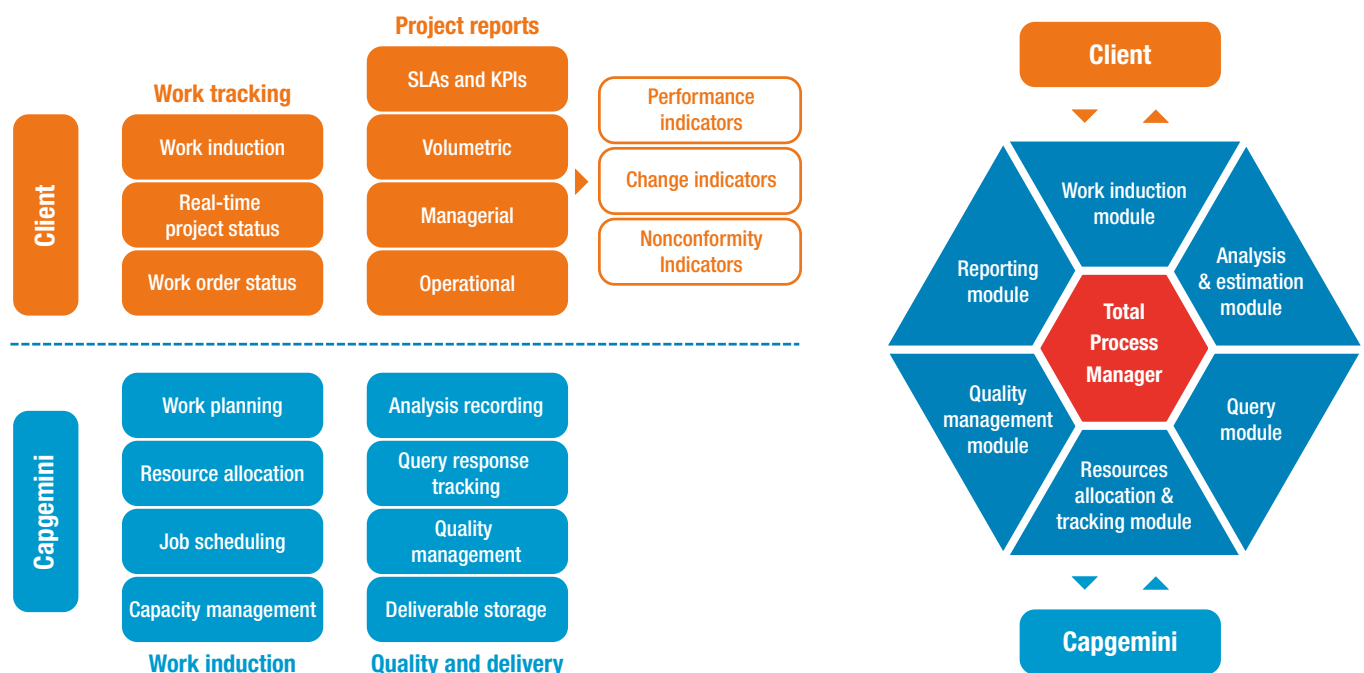 Project reports
Work tracking
Client
Work induction
Real-time
project status
Work order status
SLAs and KPIs
Volumetric
Managerial
Operational
Performance
indicators
Change indicators
Nonconformity
Indicators
Capgemini
Work planning
Resource allocation
Job scheduling
Capacity management
Work induction
Analysis recording
Query response
tracking
Quality
management
Deliverable storage
Quality and delivery
Client
Work induction
module
Reporting
module
Analysis
& estimation
module
Total
Process
Manager
Quality
management
module
Query
module
Resources
allocation &
tracking module
Capgemini